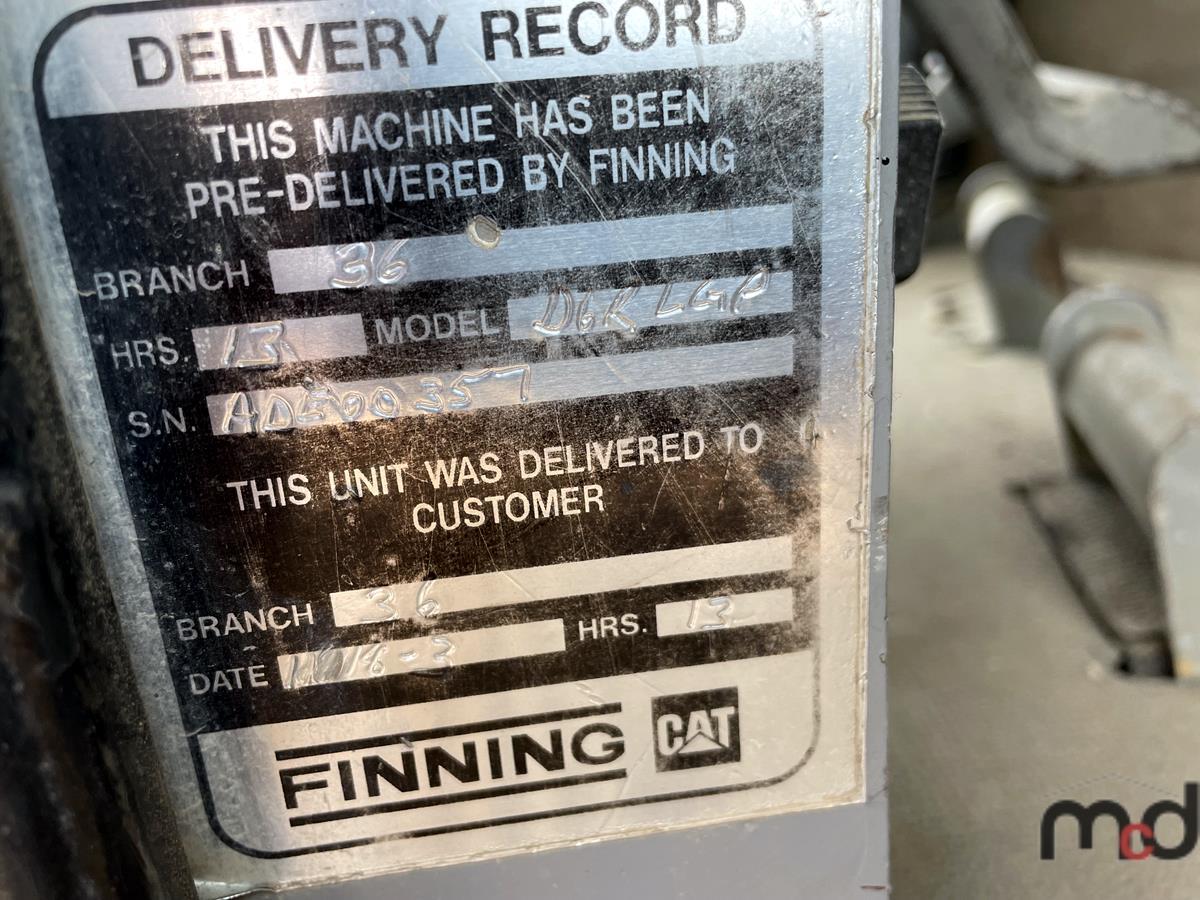 DELIVERY RECORD
THIS MACHINE HAS BEEN
PRE-DELIVERED BY FINNING
BRANCH 36
HRS. 13 MODEL D6R LGP
S.N. ADE00357
THIS UNIT WAS DELIVERED TO
CUSTOMER
BRANCH 36
DATE HRS. 13
FINNING CAT
mcd